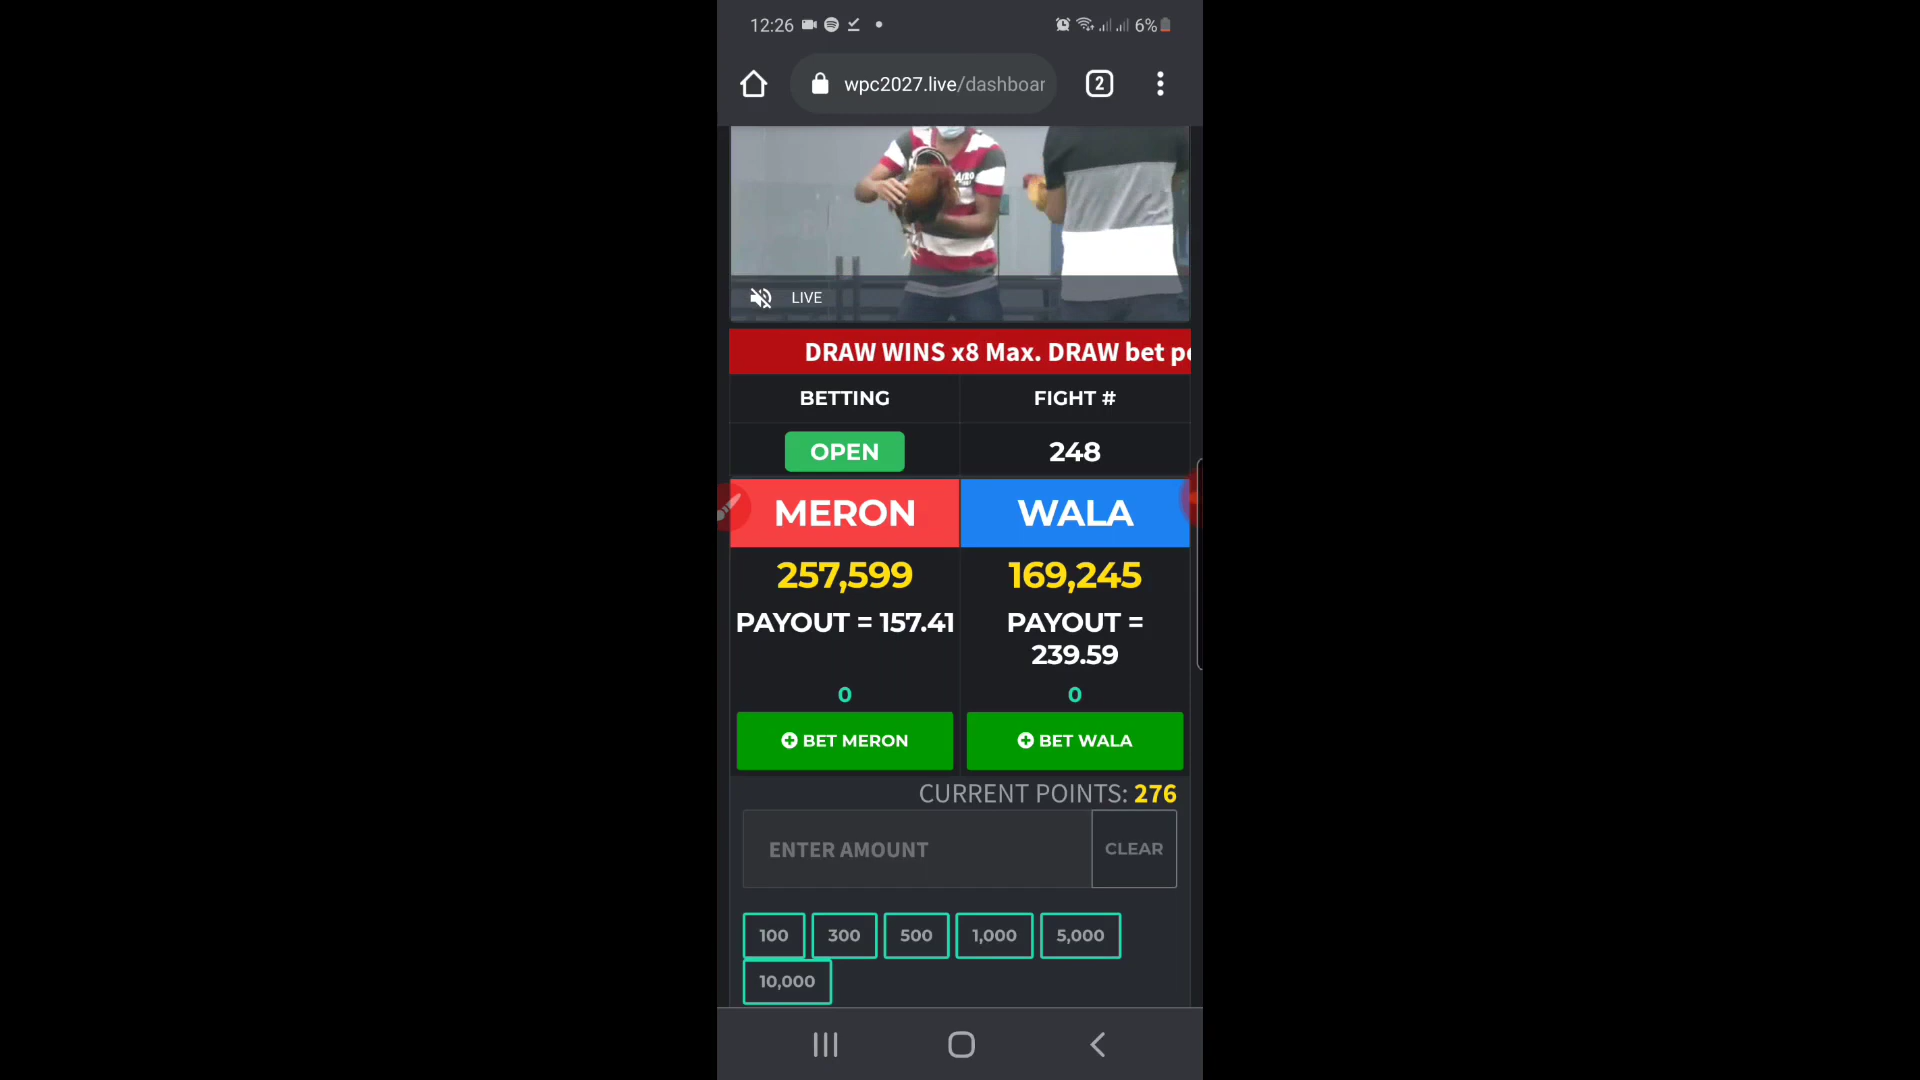 12:26 6%
wpc2027.live/dashboar 2
LIVE
DRAW WINS x8 Max. DRAW bet
BETTING FIGHT #
OPEN 248
MERON WALA
257,599 169,245
PAYOUT = 157.41 PAYOUT =
239.59
0 0
BET MERON BET WALA
CURRENT POINTS: 276
ENTER AMOUNT CLEAR
100 300 500 1,000 5,000
10,000